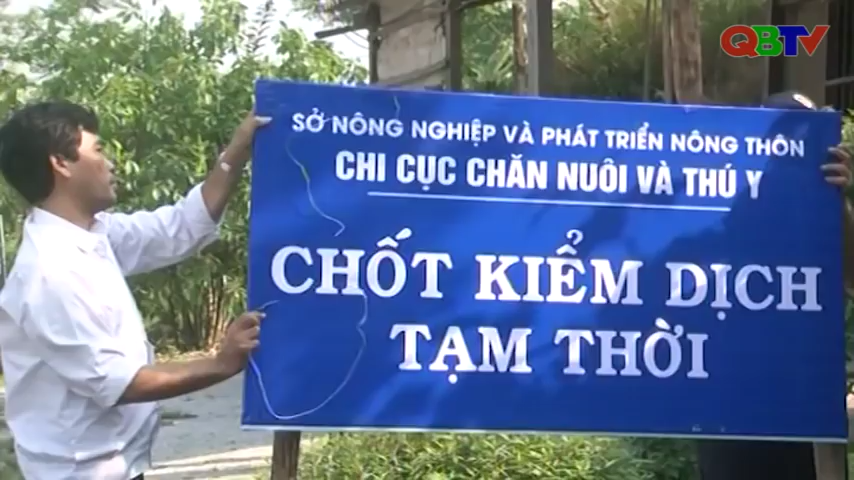 QBTV
SỞ NÔNG NGHIỆP VÀ PHÁT TRIỂN NÔNG THÔN
CHI CỤC CHĂN NUÔI VÀ THÚ Y
CHỐT KIỂM DỊCH
TẠM THỜI